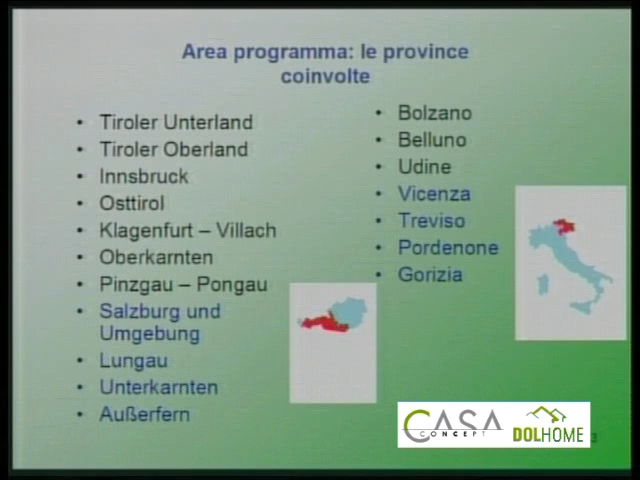 Area programma: le province
coinvolte
• Tiroler Unterland
• Tiroler Oberland
• Innsbruck
• Osttirol
• Klagenfurt – Villach
• Oberkarnten
• Pinzgau – Pongau
• Salzburg und
Umgebung
• Lungau
• Unterkarnten
• Außerfern
• Bolzano
• Belluno
• Udine
• Vicenza
• Treviso
• Pordenone
• Gorizia
CASA
CONCEPT
DOLHOME
3